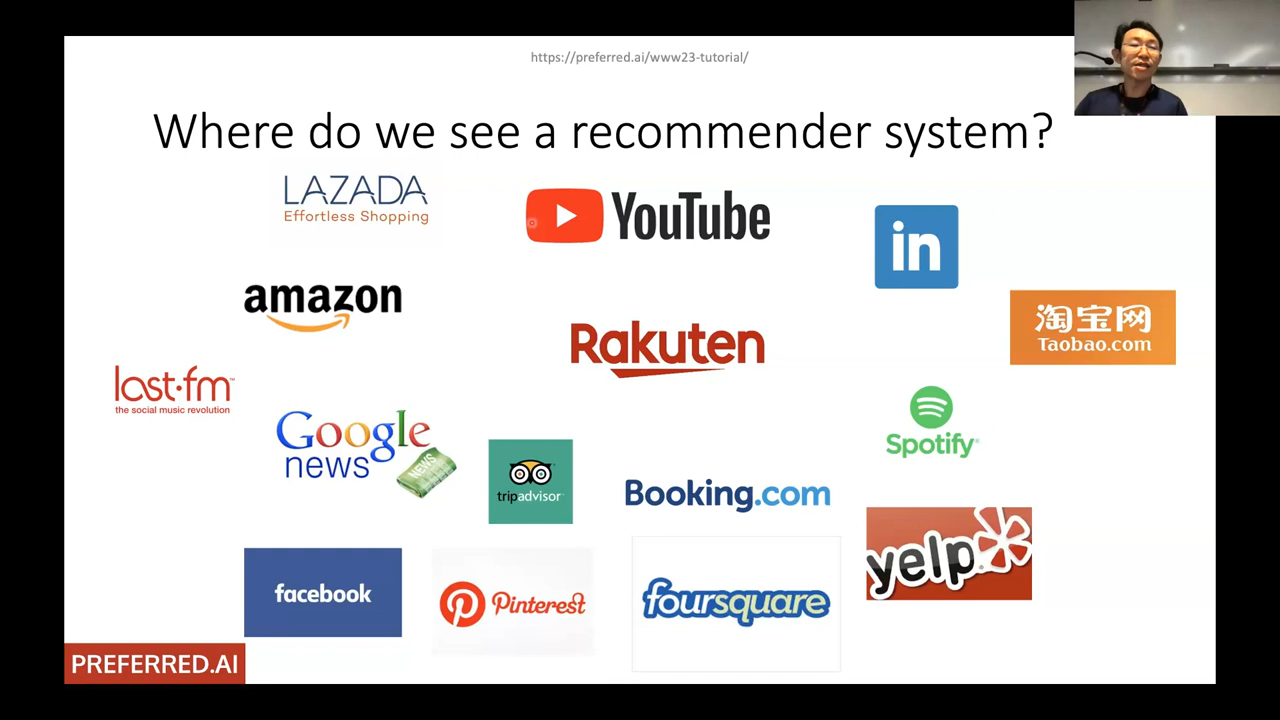 https://preferred.ai/www23-tutorial/
Where do we see a recommender system?
LAZADA
Effortless Shopping
YouTube
in
amazon
淘宝网
Taobao.com
Rakuten
last·fm™
the social music revolution
Google
news
NEWS
Spotify®
tripadvisor®
Booking.com
yelp®
facebook
Pinterest
foursquare
PREFERRED.AI